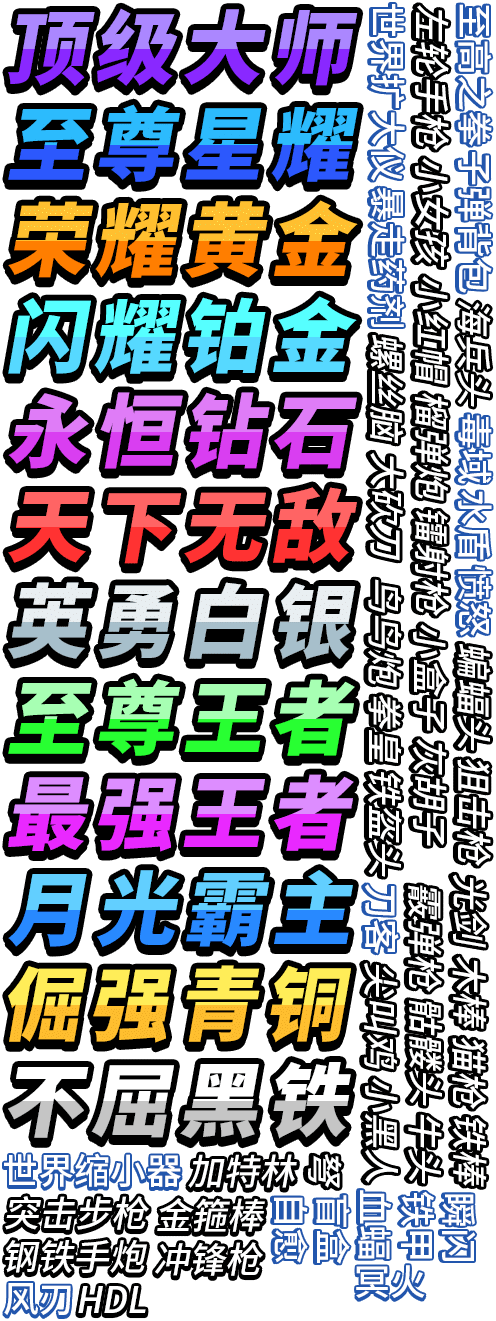 顶级大师
至尊星耀
荣耀黄金
闪耀铂金
永恒钻石
天下无敌
英勇白银
至尊王者
最强王者
月光霸主
倔强青铜
不屈黑铁
世界缩小器 加特林 弩
突击步枪 金箍棒
钢铁手炮 冲锋枪
风刃 HDL
至高之拳 子弹背包 海兵头 毒域水盾 愤怒 蝙蝠头 狙击枪 光剑 木棒 猫枪 铁棒
左轮手枪 小女孩 小红帽 榴弹炮 镭射枪 小盒子 灰胡子 霰弹枪 骷髅头 牛头
世界扩大仪 暴走药剂 螺丝脑 大砍刀 拳皇 铁盔头 刀客 尖叫鸡 小黑人
瞬闪
铁甲
血蝠
盲盒
自愈